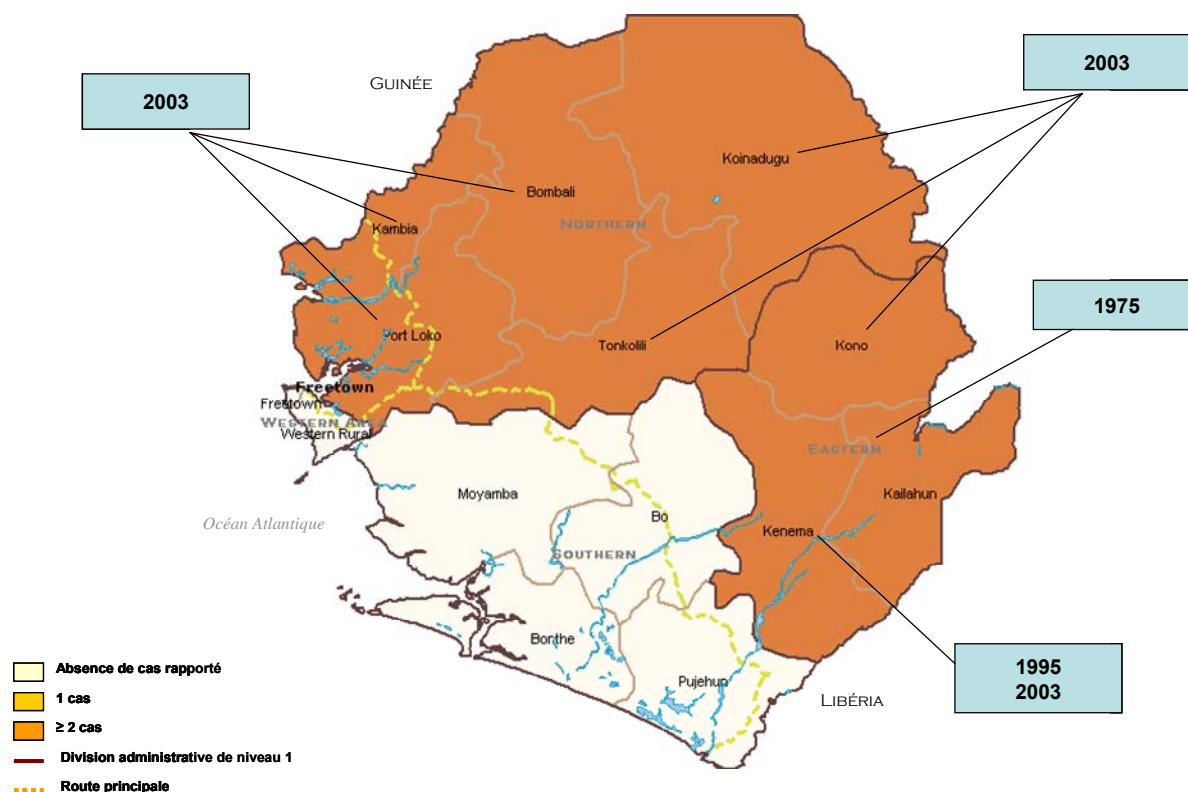 GUINÉE
2003
2003
Koinadugu
Bombali
NORTHERN
Kambia
1975
Port Loko
Tonkolili
Kono
Freetown
Freetown
WESTERN AREA
Western Rural
EASTERN
Moyamba
Kailahun
Océan Atlantique
Bo
Kenema
SOUTHERN
Bonthe
Pujehun
LIBÉRIA
1995
2003
Absence de cas rapporté
1 cas
≥ 2 cas
Division administrative de niveau 1
Route principale